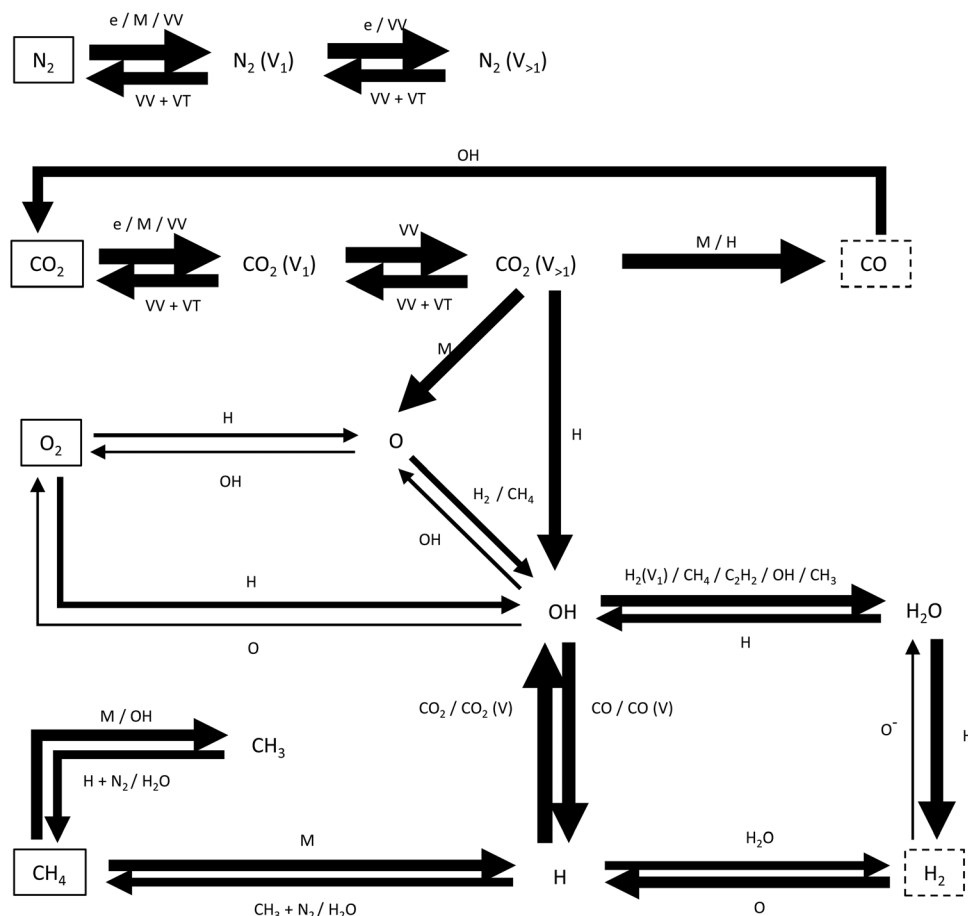 e / M / VV
e / VV
N₂
N₂ (V₁)
N₂ (V>₁)
VV + VT
VV + VT
OH
e / M / VV
VV
M / H
CO₂
CO₂ (V₁)
CO₂ (V>₁)
CO
VV + VT
VV + VT
M
H
H
O₂
O
OH
H₂ / CH₄
OH
H
H₂(V₁) / CH₄ / C₂H₂ / OH / CH₃
OH
H₂O
O
H
CO₂ / CO₂ (V)
CO / CO (V)
M / OH
O⁻
H
CH₃
H + N₂ / H₂O
M
H₂O
CH₄
H
H₂
CH₃ + N₂ / H₂O
O